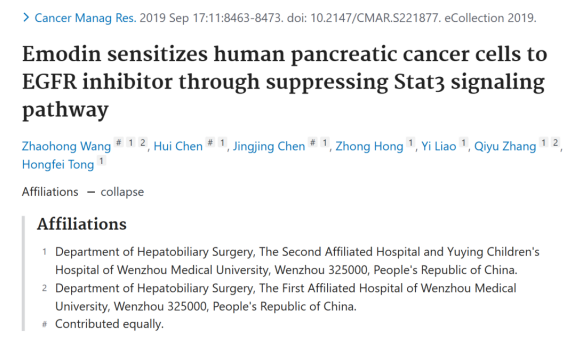 > Cancer Manag Res. 2019 Sep 17:11:8463-8473. doi: 10.2147/CMAR.S221877. eCollection 2019.
Emodin sensitizes human pancreatic cancer cells to
EGFR inhibitor through suppressing Stat3 signaling
pathway
Zhaohong Wang # 1 2, Hui Chen # 1, Jingjing Chen # 1, Zhong Hong 1, Yi Liao 1, Qiyu Zhang 1 2,
Hongfei Tong 1
Affiliations − collapse
Affiliations
1 Department of Hepatobiliary Surgery, The Second Affiliated Hospital and Yuying Children's
Hospital of Wenzhou Medical University, Wenzhou 325000, People's Republic of China.
2 Department of Hepatobiliary Surgery, The First Affiliated Hospital of Wenzhou Medical
University, Wenzhou 325000, People's Republic of China.
# Contributed equally.